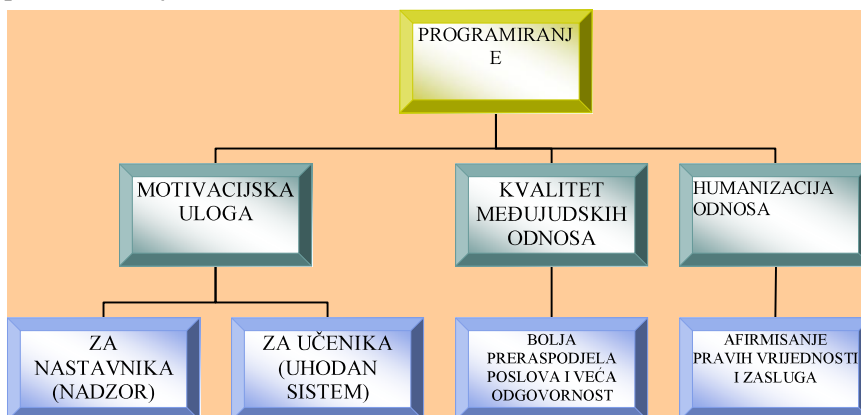 PROGRAMIRANJ
E
MOTIVACIJSKA
ULOGA
KVALITET
MEĐUJUDSKIH
ODNOSA
HUMANIZACIJA
ODNOSA
ZA
NASTAVNIKA
(NADZOR)
ZA UČENIKA
(UHODAN
SISTEM)
BOLJA
PRERASPODJELA
POSLOVA I VEĆA
ODGOVORNOST
AFIRMISANJE
PRAVIH VRIJEDNOSTI
I ZASLUGA